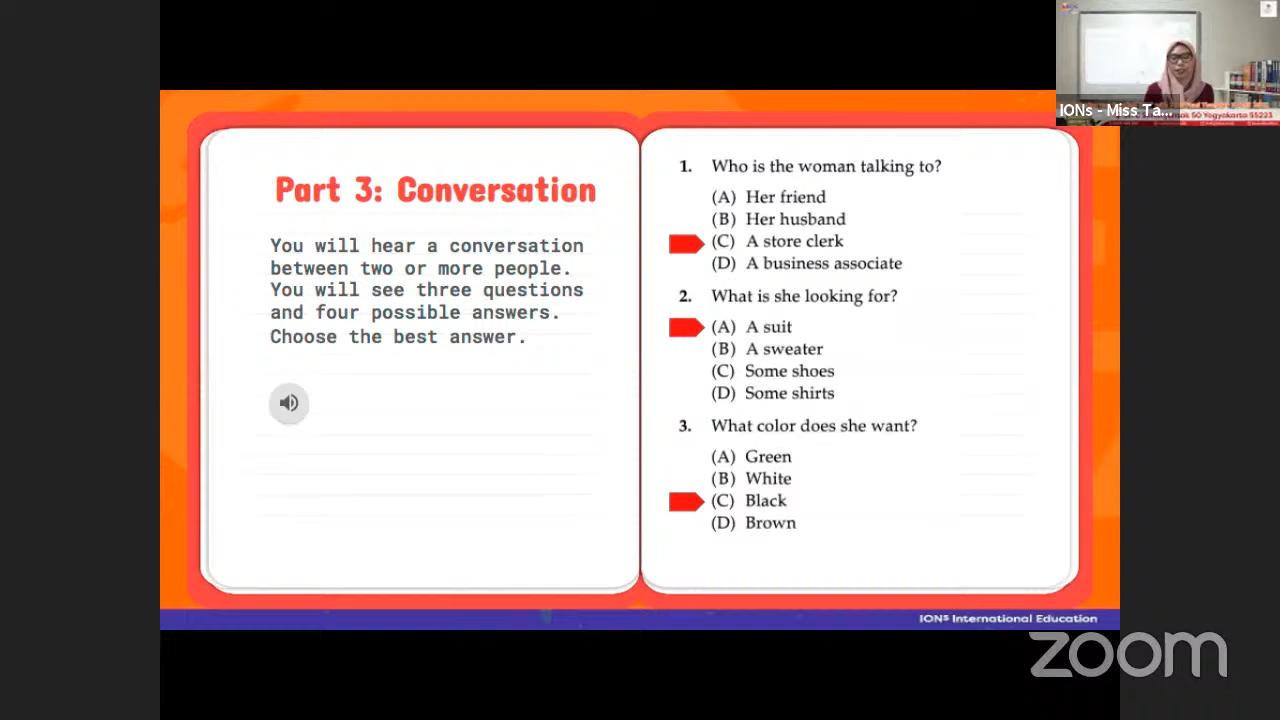 Part 3: Conversation
You will hear a conversation
between two or more people.
You will see three questions
and four possible answers.
Choose the best answer.
1. Who is the woman talking to?
(A) Her friend
(B) Her husband
(C) A store clerk
(D) A business associate
2. What is she looking for?
(A) A suit
(B) A sweater
(C) Some shoes
(D) Some shirts
3. What color does she want?
(A) Green
(B) White
(C) Black
(D) Brown
IONs International Education
IONs - Miss Ta...
50 Yogyakarta 55223
zoom